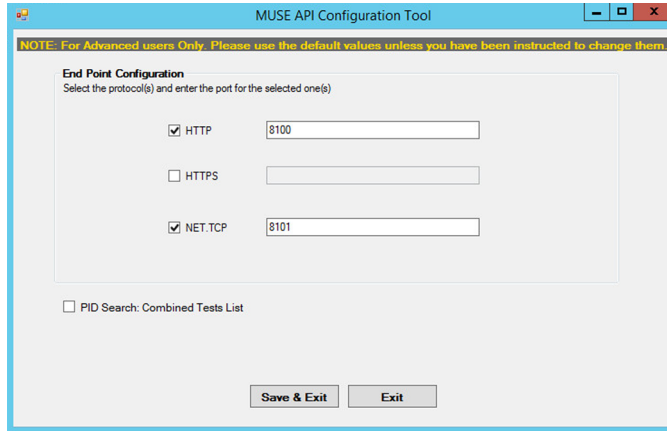 MUSE API Configuration Tool
NOTE: For Advanced users Only. Please use the default values unless you have been instructed to change them.
End Point Configuration
Select the protocol(s) and enter the port for the selected one(s)
HTTP 8100
HTTPS
NET.TCP 8101
PID Search: Combined Tests List
Save & Exit Exit